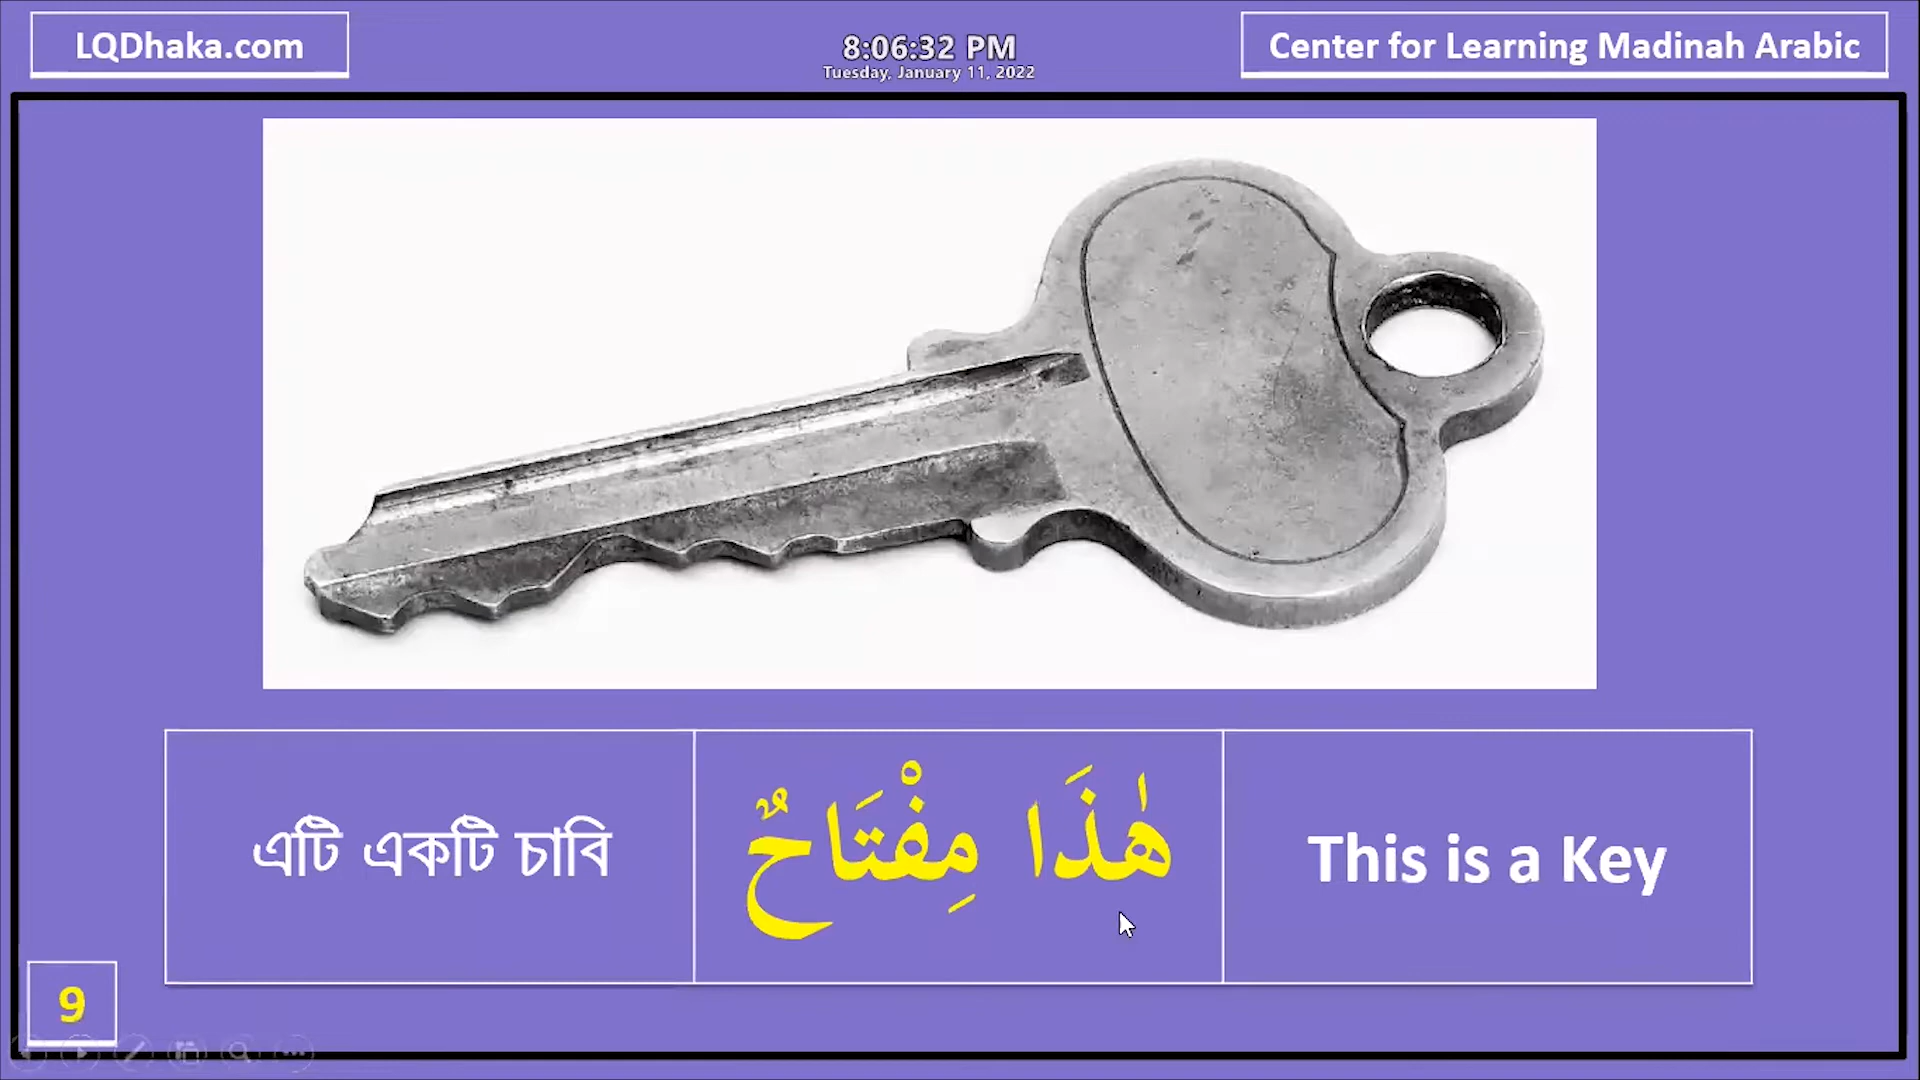 LQDhaka.com
8:06:32 PM
Tuesday, January 11, 2022
Center for Learning Madinah Arabic
এটি একটি চাবি
هٰذَا مِفْتَاحٌ
This is a Key
9